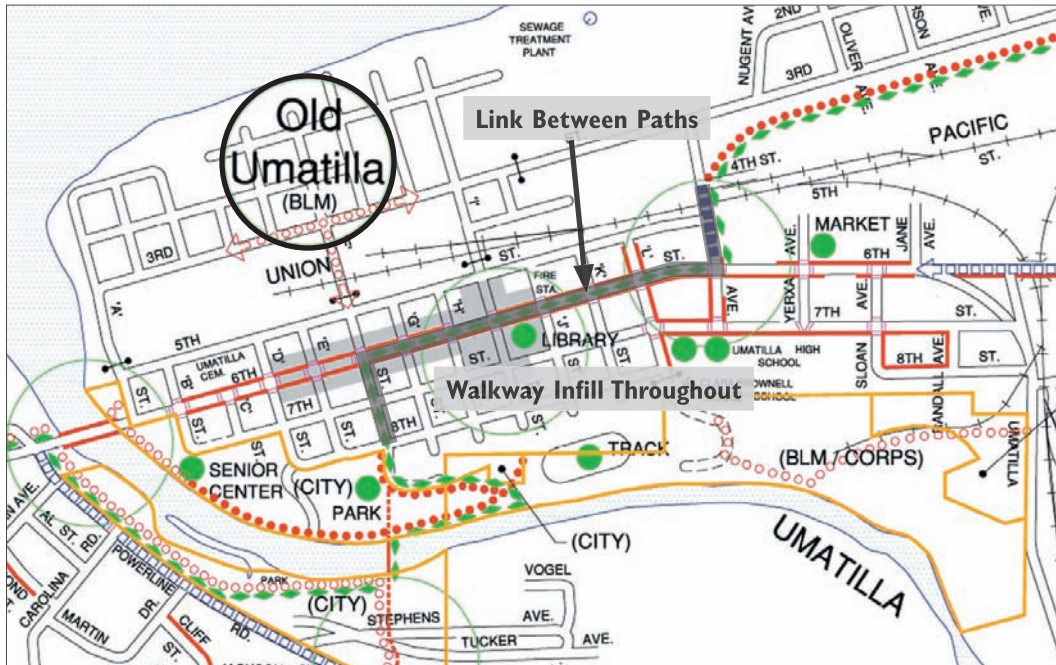 SEWAGE
TREATMENT
PLANT
NUGENT AVE
2ND
3RD
OLIVER AVE.
AVE.
Old
Umatilla
(BLM)
Link Between Paths
PACIFIC
ST.
4TH ST.
5TH
3RD
UNION
ST.
'I'
FIRE
STA.
'K'
'L'
ST.
MARKET
AVE.
6TH
JANE
AVE.
YERXA
AVE.
7TH
ST.
SLOAN
AVE.
8TH
ST.
'A'
5TH
UMATILLA
CEM.
6TH
'B'
'C'
'D'
'E'
'G'
'H'
'J'
7TH
8TH
ST.
ST.
ST.
ST.
ST.
ST.
LIBRARY
UMATILLA HIGH
SCHOOL
Walkway Infill Throughout
SENIOR
CENTER
(CITY)
PARK
TRACK
(BLM / CORPS)
UMATILLA
(CITY)
UMATILLA
AL ST.
RD.
CAROLINA
POWERLINE
RD.
MARTIN
DR.
CLIFF
ST.
PARK
(CITY)
STEPHENS
AVE.
VOGEL
TUCKER
AVE.